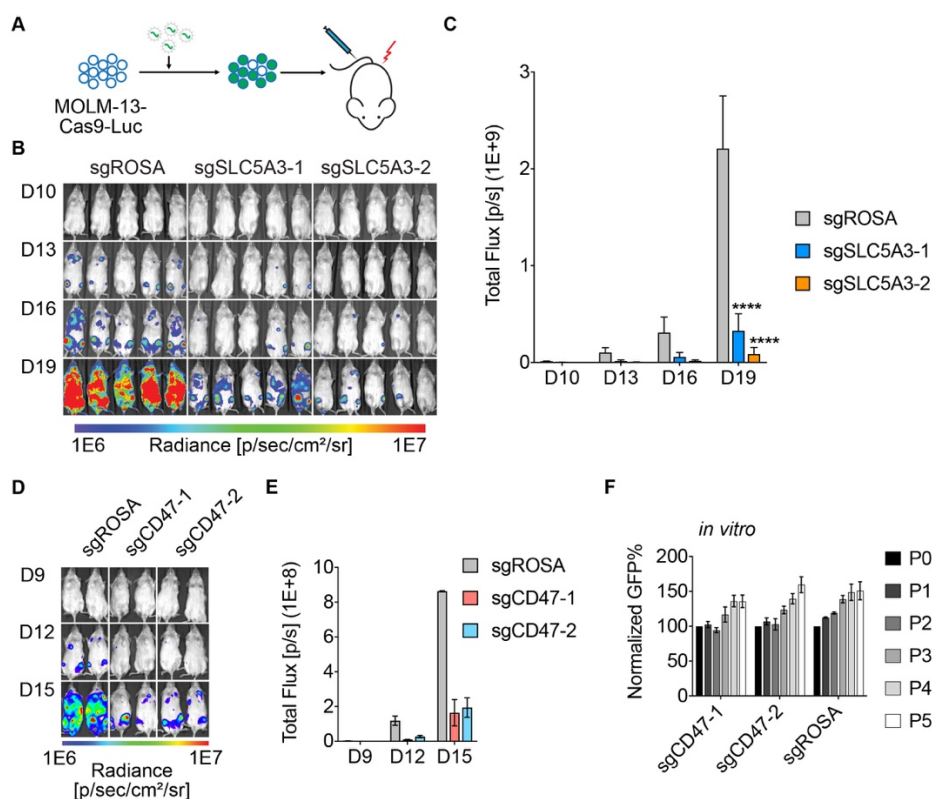 A
MOLM-13-
Cas9-Luc
B
sgROSA sgSLC5A3-1 sgSLC5A3-2
D10
D13
D16
D19
1E6 Radiance [p/sec/cm²/sr] 1E7
C
Total Flux [p/s] (1E+9)
3
2
1
0
D10 D13 D16 D19
****
****
sgROSA
sgSLC5A3-1
sgSLC5A3-2
D
sgROSA sgCD47-1 sgCD47-2
D9
D12
D15
1E6 1E7
Radiance
[p/sec/cm²/sr]
E
Total Flux [p/s] (1E+8)
10
8
6
4
2
0
D9 D12 D15
sgROSA
sgCD47-1
sgCD47-2
F
in vitro
Normalized GFP%
200
150
100
50
0
sgCD47-1 sgCD47-2 sgROSA
P0
P1
P2
P3
P4
P5